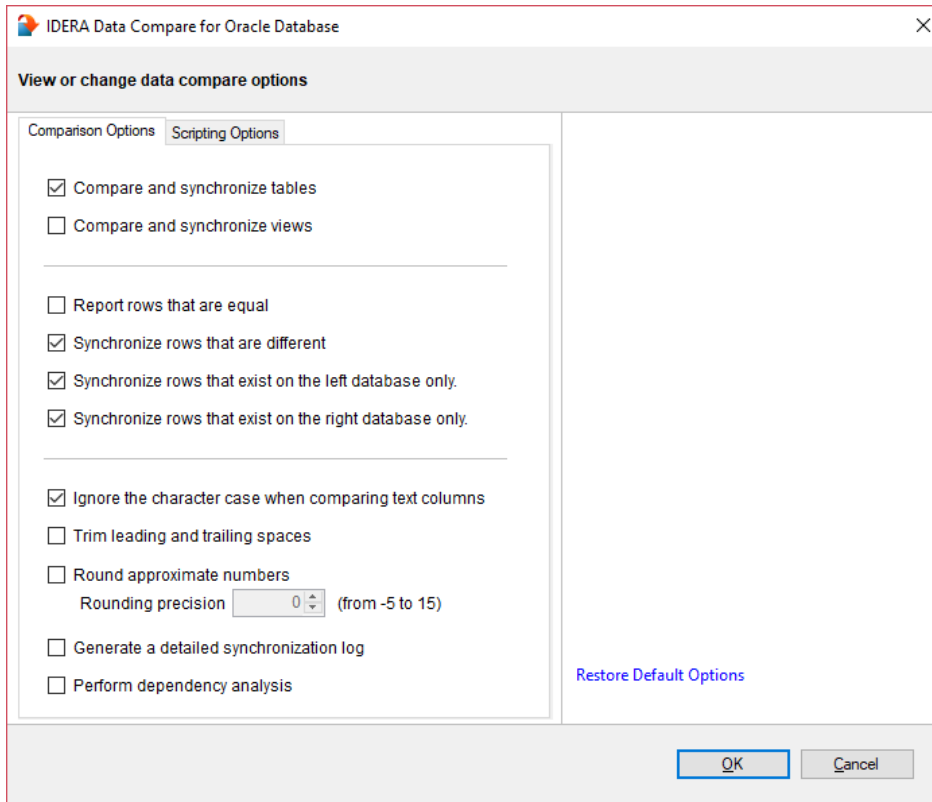 IDERA Data Compare for Oracle Database
View or change data compare options
Comparison Options Scripting Options
Compare and synchronize tables
Compare and synchronize views
Report rows that are equal
Synchronize rows that are different
Synchronize rows that exist on the left database only.
Synchronize rows that exist on the right database only.
Ignore the character case when comparing text columns
Trim leading and trailing spaces
Round approximate numbers
Rounding precision 0 (from -5 to 15)
Generate a detailed synchronization log
Perform dependency analysis
Restore Default Options
OK Cancel